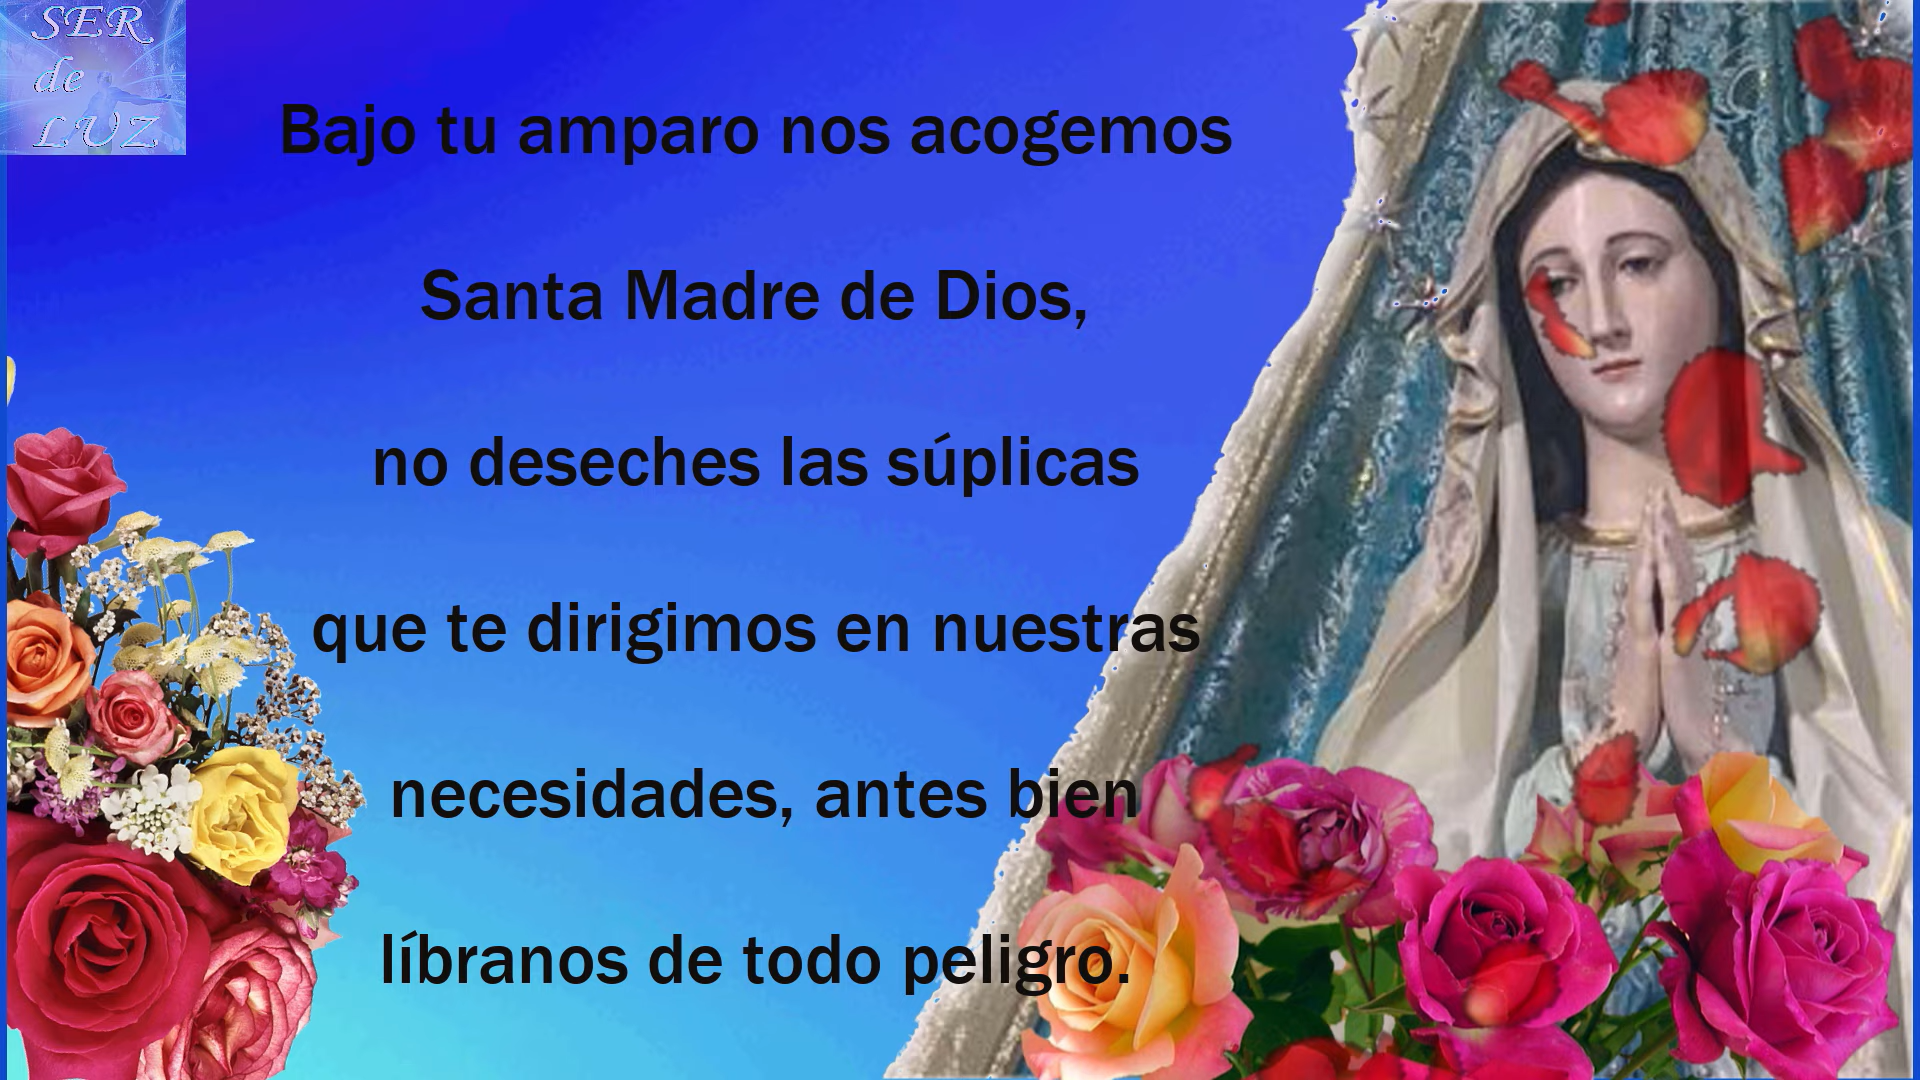 SER
de
LUZ
Bajo tu amparo nos acogemos
Santa Madre de Dios,
no deseches las súplicas
que te dirigimos en nuestras
necesidades, antes bien
líbranos de todo peligro.